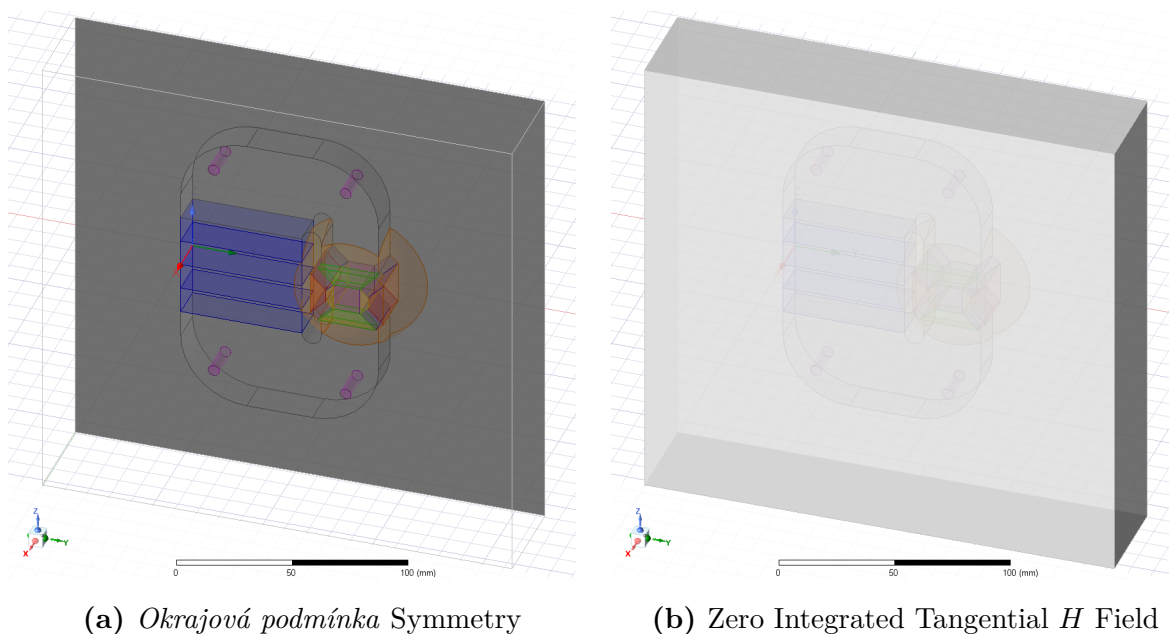 Z
Y
X
0
50
100 (mm)
Z
Y
X
0
50
100 (mm)
(a) Okrajová podmínka Symmetry
(b) Zero Integrated Tangential H Field